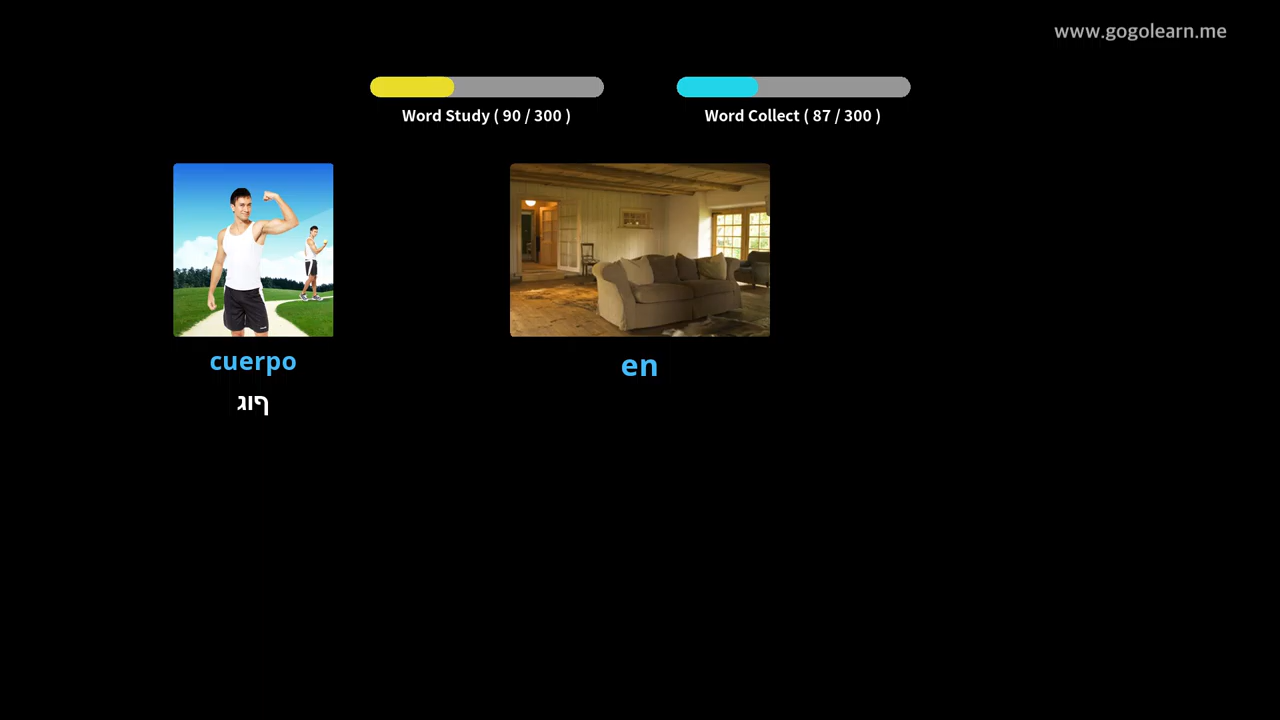 www.gogolearn.me
Word Study ( 90 / 300 )
Word Collect ( 87 / 300 )
cuerpo
גוף
en